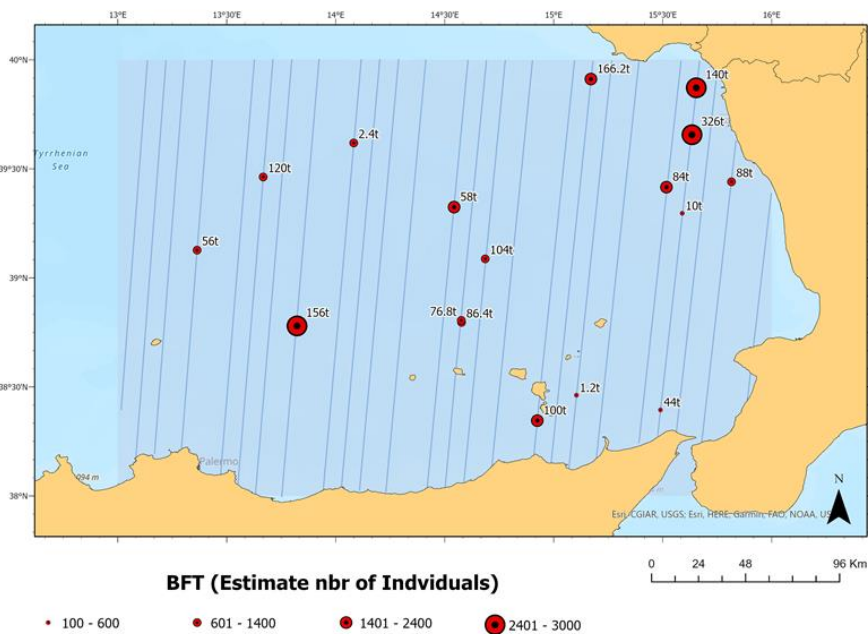 13°E 13°30'E 14°E 14°30'E 15°E 15°30'E 16°E
40°N
166.2t
140t
326t
2.4t
Tyrrhenian
Sea
39°30'N
120t
84t
88t
58t
10t
56t
104t
39°N
156t
76.8t 86.4t
38°30'N
1.2t
44t
100t
Palermo
094 m
38°N
N
Esri, CGIAR, USGS; Esri, HERE, Garmin, FAO, NOAA, US
0 24 48 96 Km
BFT (Estimate nbr of Indviduals)
100 - 600 601 - 1400 1401 - 2400 2401 - 3000